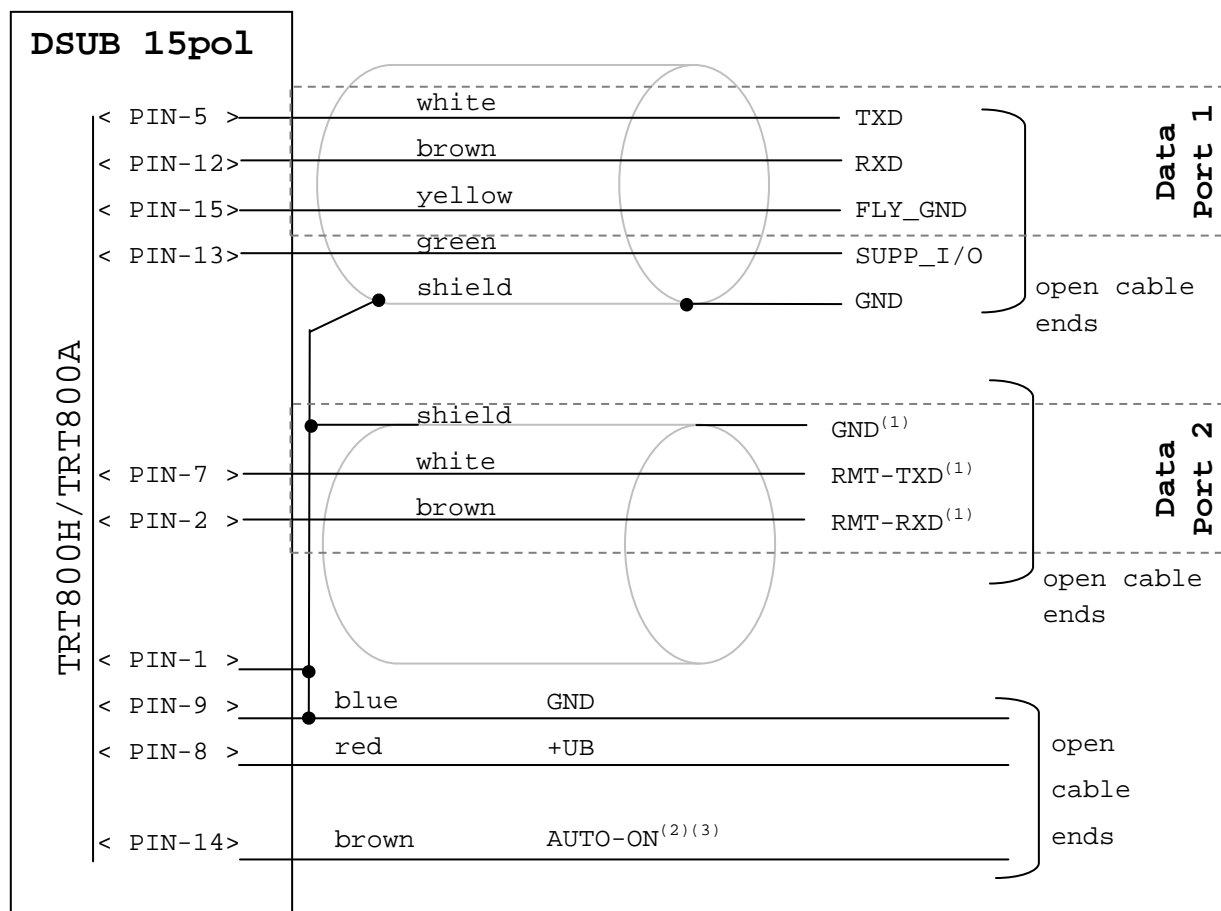 DSUB 15pol
TRT800H/TRT800A
< PIN-5 > white TXD
< PIN-12> brown RXD
< PIN-15> yellow FLY_GND
< PIN-13> green SUPP_I/O
shield GND
Data
Port 1
open cable
ends
shield GND(1)
< PIN-7 > white RMT-TXD(1)
< PIN-2 > brown RMT-RXD(1)
Data
Port 2
open cable
ends
< PIN-1 >
< PIN-9 > blue GND
< PIN-8 > red +UB
< PIN-14> brown AUTO-ON(2)(3)
open
cable
ends